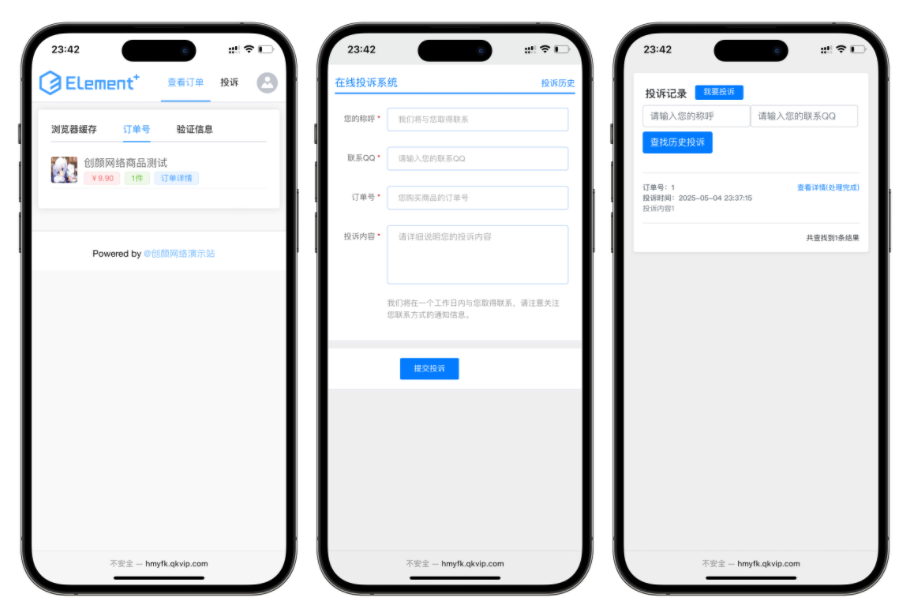 23:42
ELement+
查看订单
投诉
浏览器缓存
订单号
验证信息
创颜网络商品测试
￥9.90
1件
订单详情
Powered by @创颜网络演示站
不安全 — hmyfk.qkvip.com
23:42
在线投诉系统
投诉历史
您的称呼 *
我们将与您取得联系
联系QQ *
请输入您的联系QQ
订单号 *
您购买商品的订单号
投诉内容 *
请详细说明您的投诉内容
我们将在一个工作日内与您取得联系，请注意关注
您联系方式的通知信息。
提交投诉
不安全 — hmyfk.qkvip.com
23:42
投诉记录
我要投诉
请输入您的称呼
请输入您的联系QQ
查找历史投诉
订单号：1
查看详情(处理完成)
投诉时间：2025-05-04 23:37:15
投诉内容1
共查找到1条结果
不安全 — hmyfk.qkvip.com